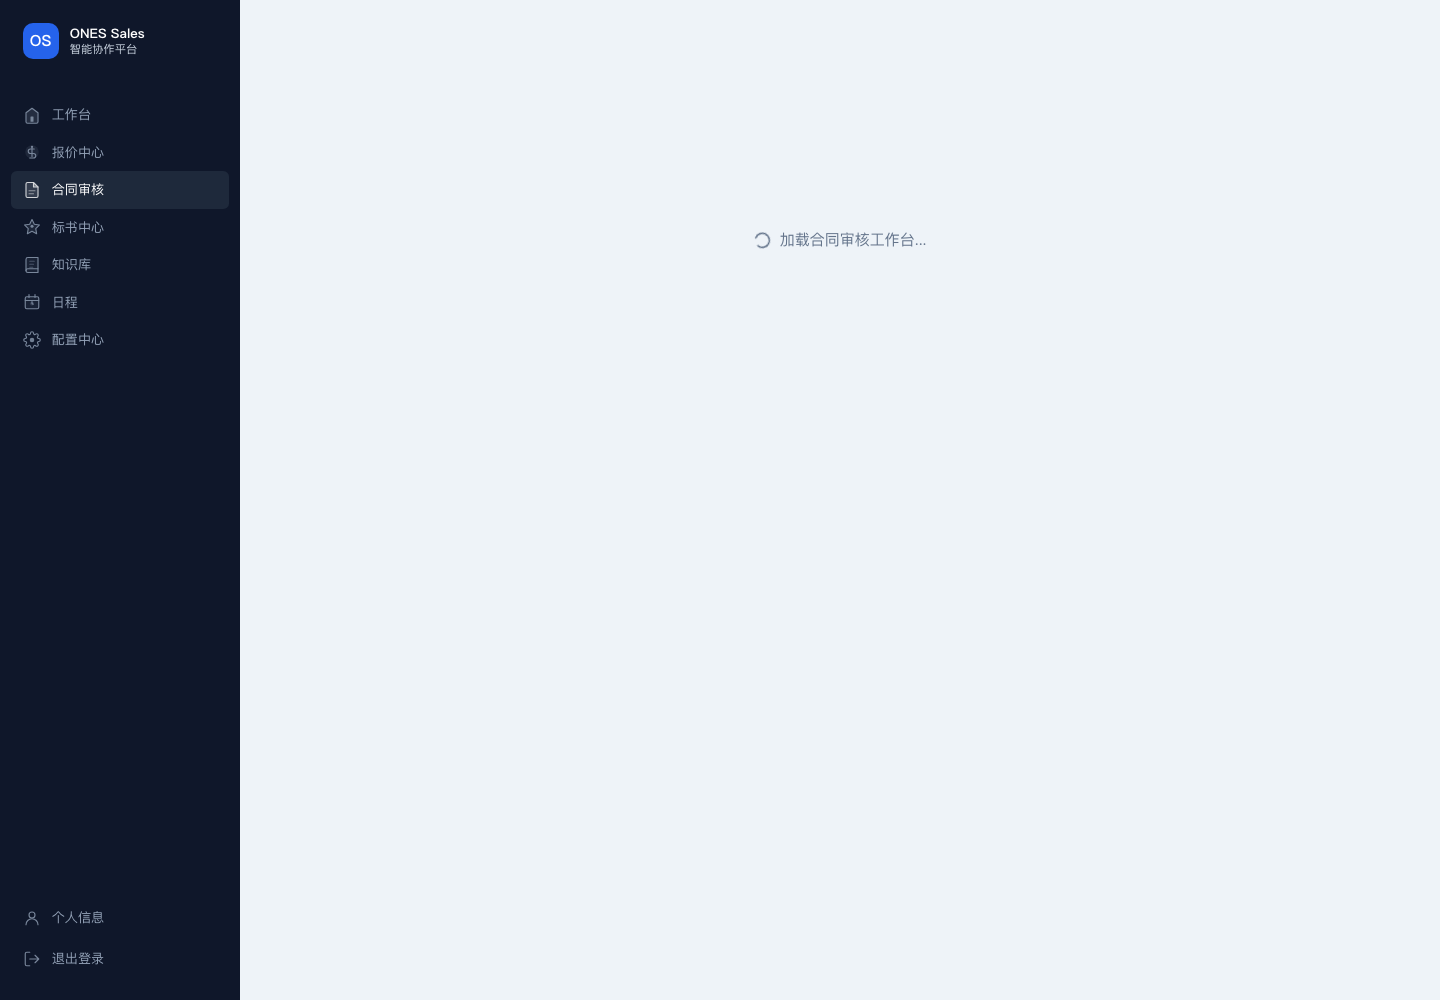 OS
ONES Sales
智能协作平台
工作台
报价中心
合同审核
标书中心
知识库
日程
配置中心
加载合同审核工作台...
个人信息
退出登录